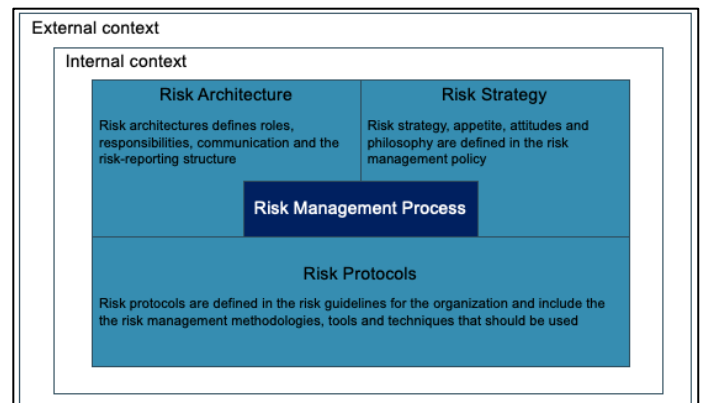 External context
Internal context
Risk Architecture
Risk architectures defines roles,
responsibilities, communication and the
risk-reporting structure
Risk Strategy
Risk strategy, appetite, attitudes and
philosophy are defined in the risk
management policy
Risk Management Process
Risk Protocols
Risk protocols are defined in the risk guidelines for the organization and include the
the risk management methodologies, tools and techniques that should be used